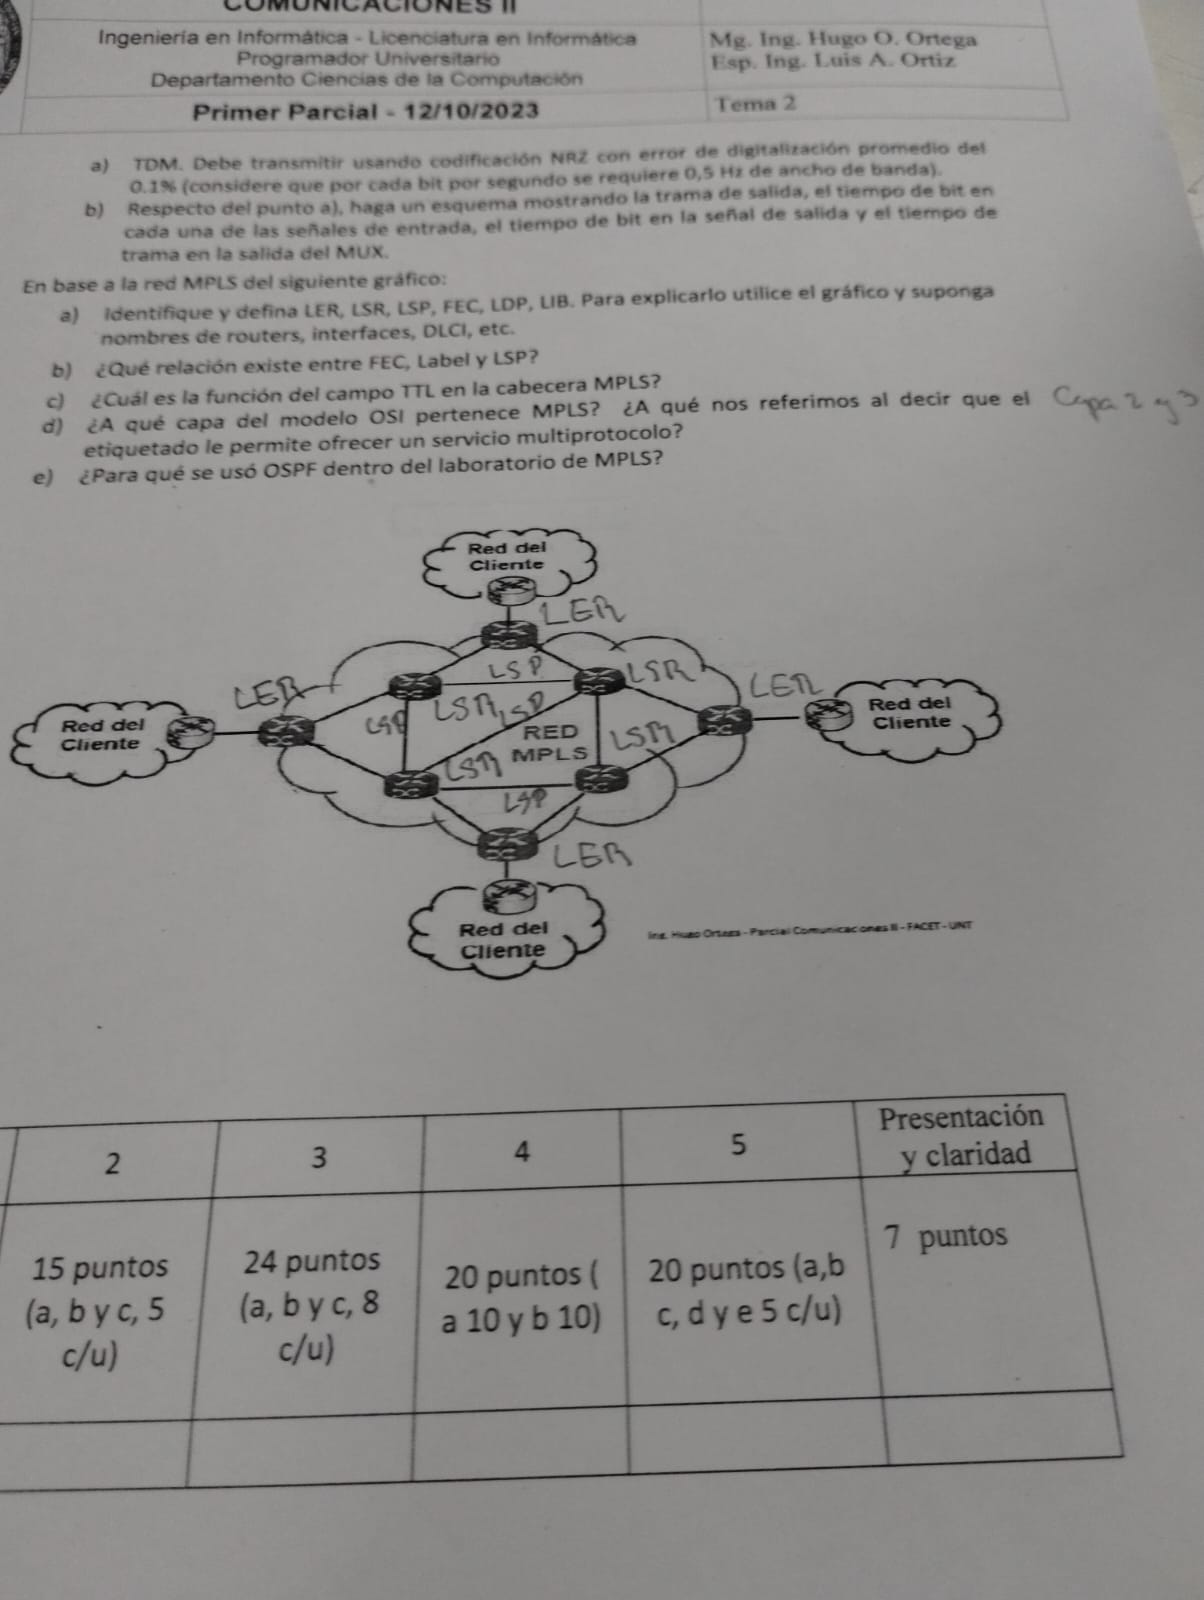 COMUNICACIONES II
Ingeniería en Informática - Licenciatura en Informática
Programador Universitario
Departamento Ciencias de la Computación
Mg. Ing. Hugo O. Ortega
Esp. Ing. Luis A. Ortiz
Primer Parcial - 12/10/2023
Tema 2
a) TDM. Debe transmitir usando codificación NRZ con error de digitalización promedio del
0.1% (considere que por cada bit por segundo se requiere 0,5 Hz de ancho de banda).
b) Respecto del punto a), haga un esquema mostrando la trama de salida, el tiempo de bit en
cada una de las señales de entrada, el tiempo de bit en la señal de salida y el tiempo de
trama en la salida del MUX.
En base a la red MPLS del siguiente gráfico:
a) Identifique y defina LER, LSR, LSP, FEC, LDP, LIB. Para explicarlo utilice el gráfico y suponga
nombres de routers, interfaces, DLCI, etc.
b) ¿Qué relación existe entre FEC, Label y LSP?
c) ¿Cuál es la función del campo TTL en la cabecera MPLS?
d) ¿A qué capa del modelo OSI pertenece MPLS? ¿A qué nos referimos al decir que el
Capa 2 y 3
etiquetado le permite ofrecer un servicio multiprotocolo?
e) ¿Para qué se usó OSPF dentro del laboratorio de MPLS?
Red del
Cliente
LER
LSP
LSR
LER
LER
Red del
Cliente
LSP
LSR
LSP
Red del
Cliente
RED
MPLS
LSR
LSR
LSP
LER
Red del
Cliente
Ing. Hugo Ortega - Parcial Comunicaciones II - FACET - UNT
2
3
4
5
Presentación
y claridad
15 puntos
(a, b y c, 5
c/u)
24 puntos
(a, b y c, 8
c/u)
20 puntos (
a 10 y b 10)
20 puntos (a,b
c, d y e 5 c/u)
7 puntos